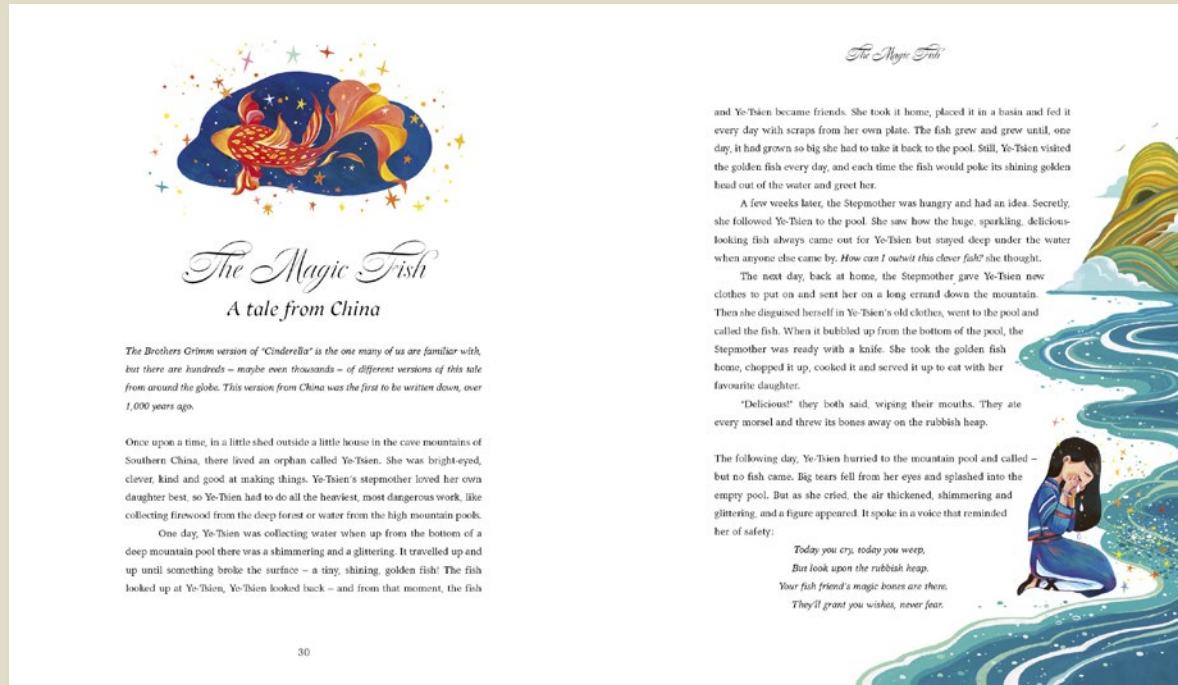 The Magic Fish
A tale from China
The Brothers Grimm version of "Cinderella" is the one many of us are familiar with,
but there are hundreds – maybe even thousands – of different versions of this tale
from around the globe. This version from China was the first to be written down, over
1,000 years ago.
Once upon a time, in a little shed outside a little house in the cave mountains of
Southern China, there lived an orphan called Ye-Tsien. She was bright-eyed,
clever, kind and good at making things. Ye-Tsien's stepmother loved her own
daughter best, so Ye-Tsien had to do all the heaviest, most dangerous work, like
collecting firewood from the deep forest or water from the high mountain pools.
One day, Ye-Tsien was collecting water when up from the bottom of a
deep mountain pool there was a shimmering and a glittering. It travelled up and
up until something broke the surface – a tiny, shining, golden fish! The fish
looked up at Ye-Tsien, Ye-Tsien looked back – and from that moment, the fish
30
The Magic Fish
and Ye-Tsien became friends. She took it home, placed it in a basin and fed it
every day with scraps from her own plate. The fish grew and grew until, one
day, it had grown so big she had to take it back to the pool. Still, Ye-Tsien visited
the golden fish every day, and each time the fish would poke its shining golden
head out of the water and greet her.
A few weeks later, the Stepmother was hungry and had an idea. Secretly,
she followed Ye-Tsien to the pool. She saw how the huge, sparkling, delicious-
looking fish always came out for Ye-Tsien but stayed deep under the water
when anyone else came by. How can I outwit this clever fish? she thought.
The next day, back at home, the Stepmother gave Ye-Tsien new
clothes to put on and sent her on a long errand down the mountain.
Then she disguised herself in Ye-Tsien's old clothes, went to the pool and
called the fish. When it bubbled up from the bottom of the pool, the
Stepmother was ready with a knife. She took the golden fish
home, chopped it up, cooked it and served it up to eat with her
favourite daughter.
"Delicious!" they both said, wiping their mouths. They ate
every morsel and threw its bones away on the rubbish heap.
The following day, Ye-Tsien hurried to the mountain pool and called –
but no fish came. Big tears fell from her eyes and splashed into the
empty pool. But as she cried, the air thickened, shimmering and
glittering, and a figure appeared. It spoke in a voice that reminded
her of safety:
Today you cry, today you weep,
But look upon the rubbish heap.
Your fish friend's magic bones are there.
They'll grant you wishes, never fear.